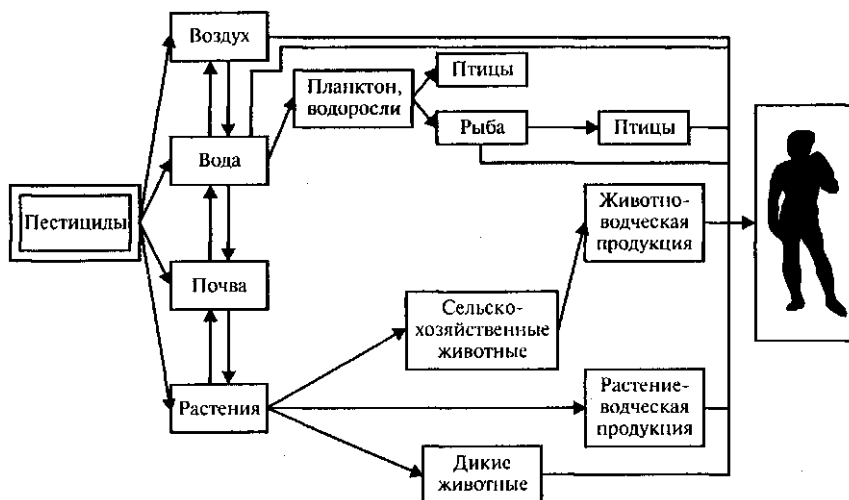 Воздух
Птицы
Планктон,
водоросли
Рыба
Птицы
Вода
Пестициды
Животно-
водческая
продукция
Почва
Сельско-
хозяйственные
животные
Растения
Растение-
водческая
продукция
Дикие
животные